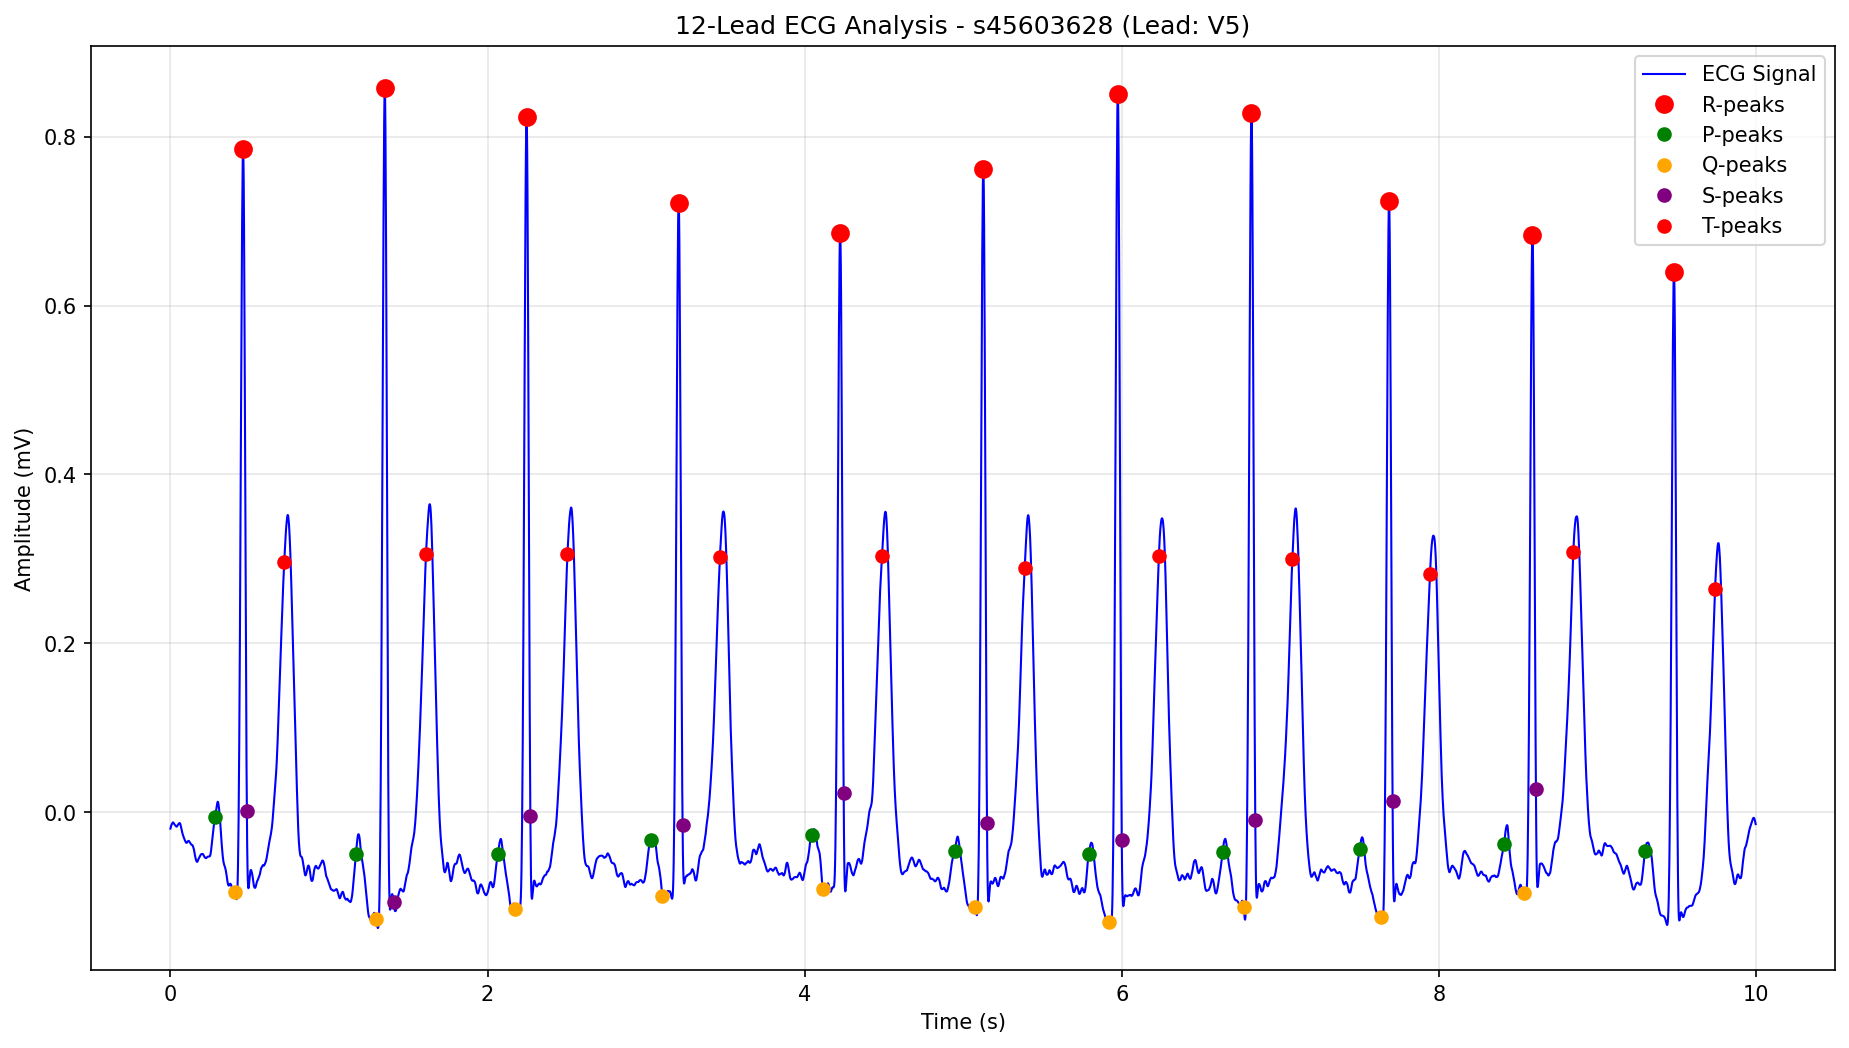 12-Lead ECG Analysis - s45603628 (Lead: V5)
ECG Signal
R-peaks
P-peaks
Q-peaks
S-peaks
T-peaks
Amplitude (mV)
0.8
0.6
0.4
0.2
0.0
0 2 4 6 8 10
Time (s)